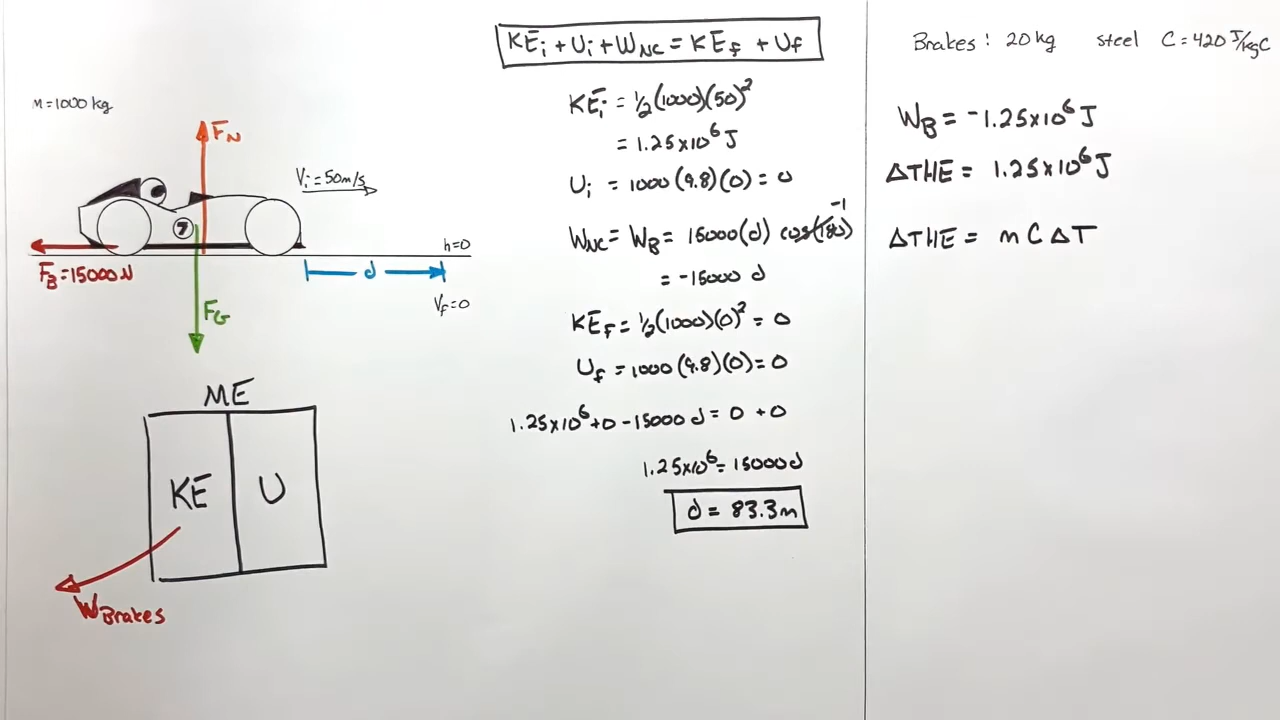 M = 1000 kg
F_N
V_i = 50 m/s
7
F_B = 15000 N
h = 0
d
V_f = 0
F_G
ME
KE U
W_Brakes
KE_i + U_i + W_NC = KE_f + U_f
KE_i = ½(1000)(50)²
= 1.25x10⁶ J
U_i = 1000(9.8)(0) = 0
W_NC = W_B = 15000(d) cos(180) -1
= -15000 d
KE_f = ½(1000)(0)² = 0
U_f = 1000(9.8)(0) = 0
1.25x10⁶ + 0 - 15000 d = 0 + 0
1.25x10⁶ = 15000 d
d = 83.3 m
Brakes : 20 kg steel C = 420 J/kgC
W_B = -1.25x10⁶ J
ΔTHE = 1.25x10⁶ J
ΔTHE = m C ΔT